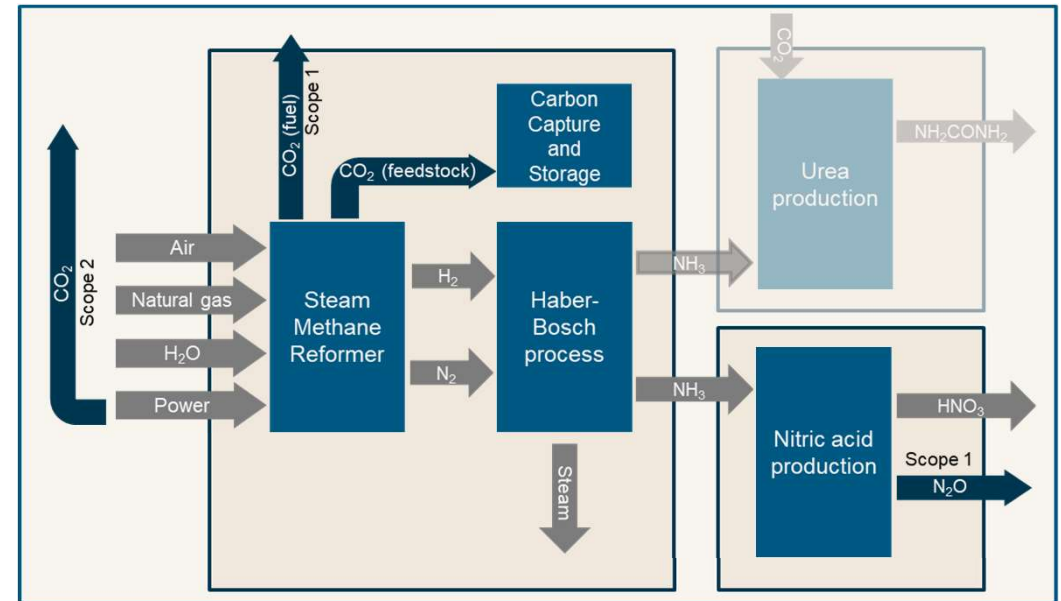 CO₂
Scope 2
CO₂ (fuel)
Scope 1
CO₂ (feedstock)
Carbon
Capture
and
Storage
Air
Natural gas
H₂O
Power
Steam
Methane
Reformer
H₂
N₂
Haber-
Bosch
process
Steam
NH₃
NH₃
CO₂
Urea
production
NH₂CONH₂
Nitric acid
production
HNO₃
Scope 1
N₂O